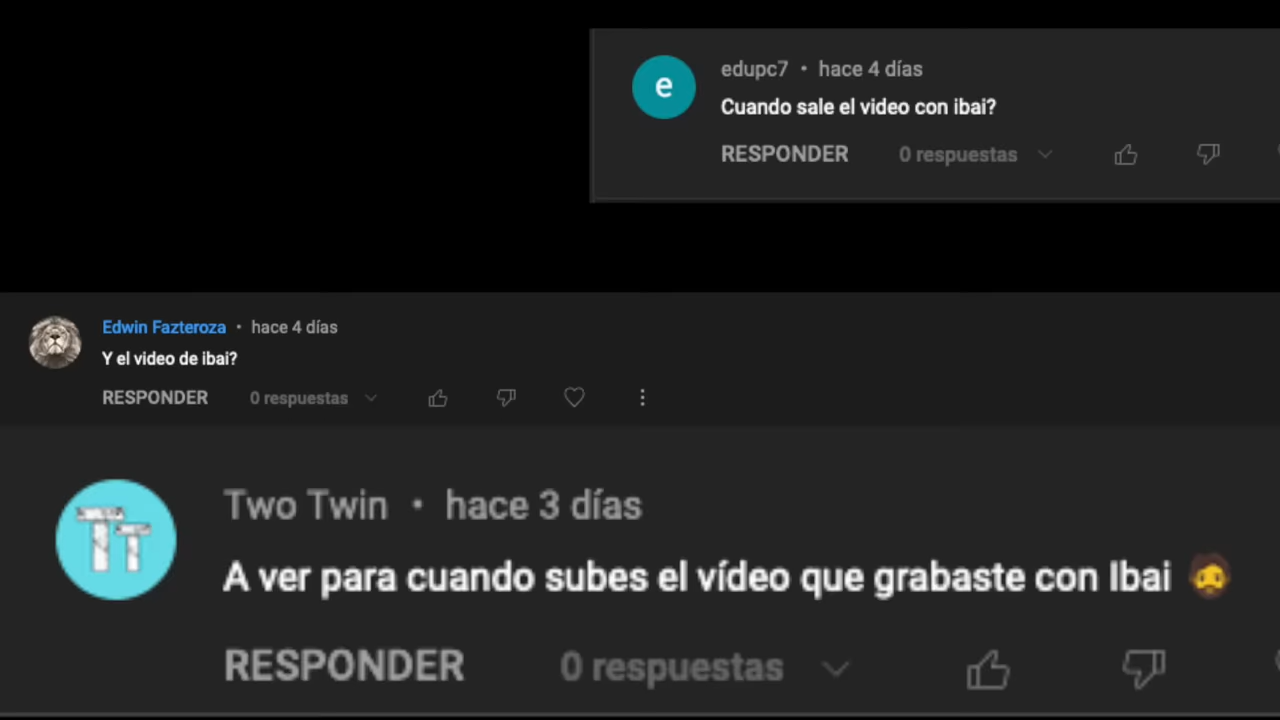 e
edupc7 • hace 4 días
Cuando sale el video con ibai?
RESPONDER 0 respuestas
Edwin Fazteroza • hace 4 días
Y el video de ibai?
RESPONDER 0 respuestas
TT
Two Twin • hace 3 días
A ver para cuando subes el vídeo que grabaste con Ibai 🧔
RESPONDER 0 respuestas